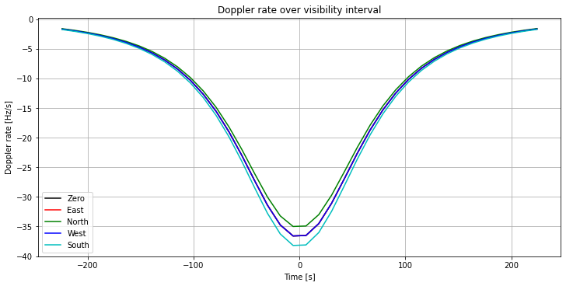 Doppler rate over visibility interval
0
−5
−10
−15
−20
−25
−30
−35
−40
Doppler rate [Hz/s]
Zero
East
North
West
South
−200
−100
0
100
200
Time [s]